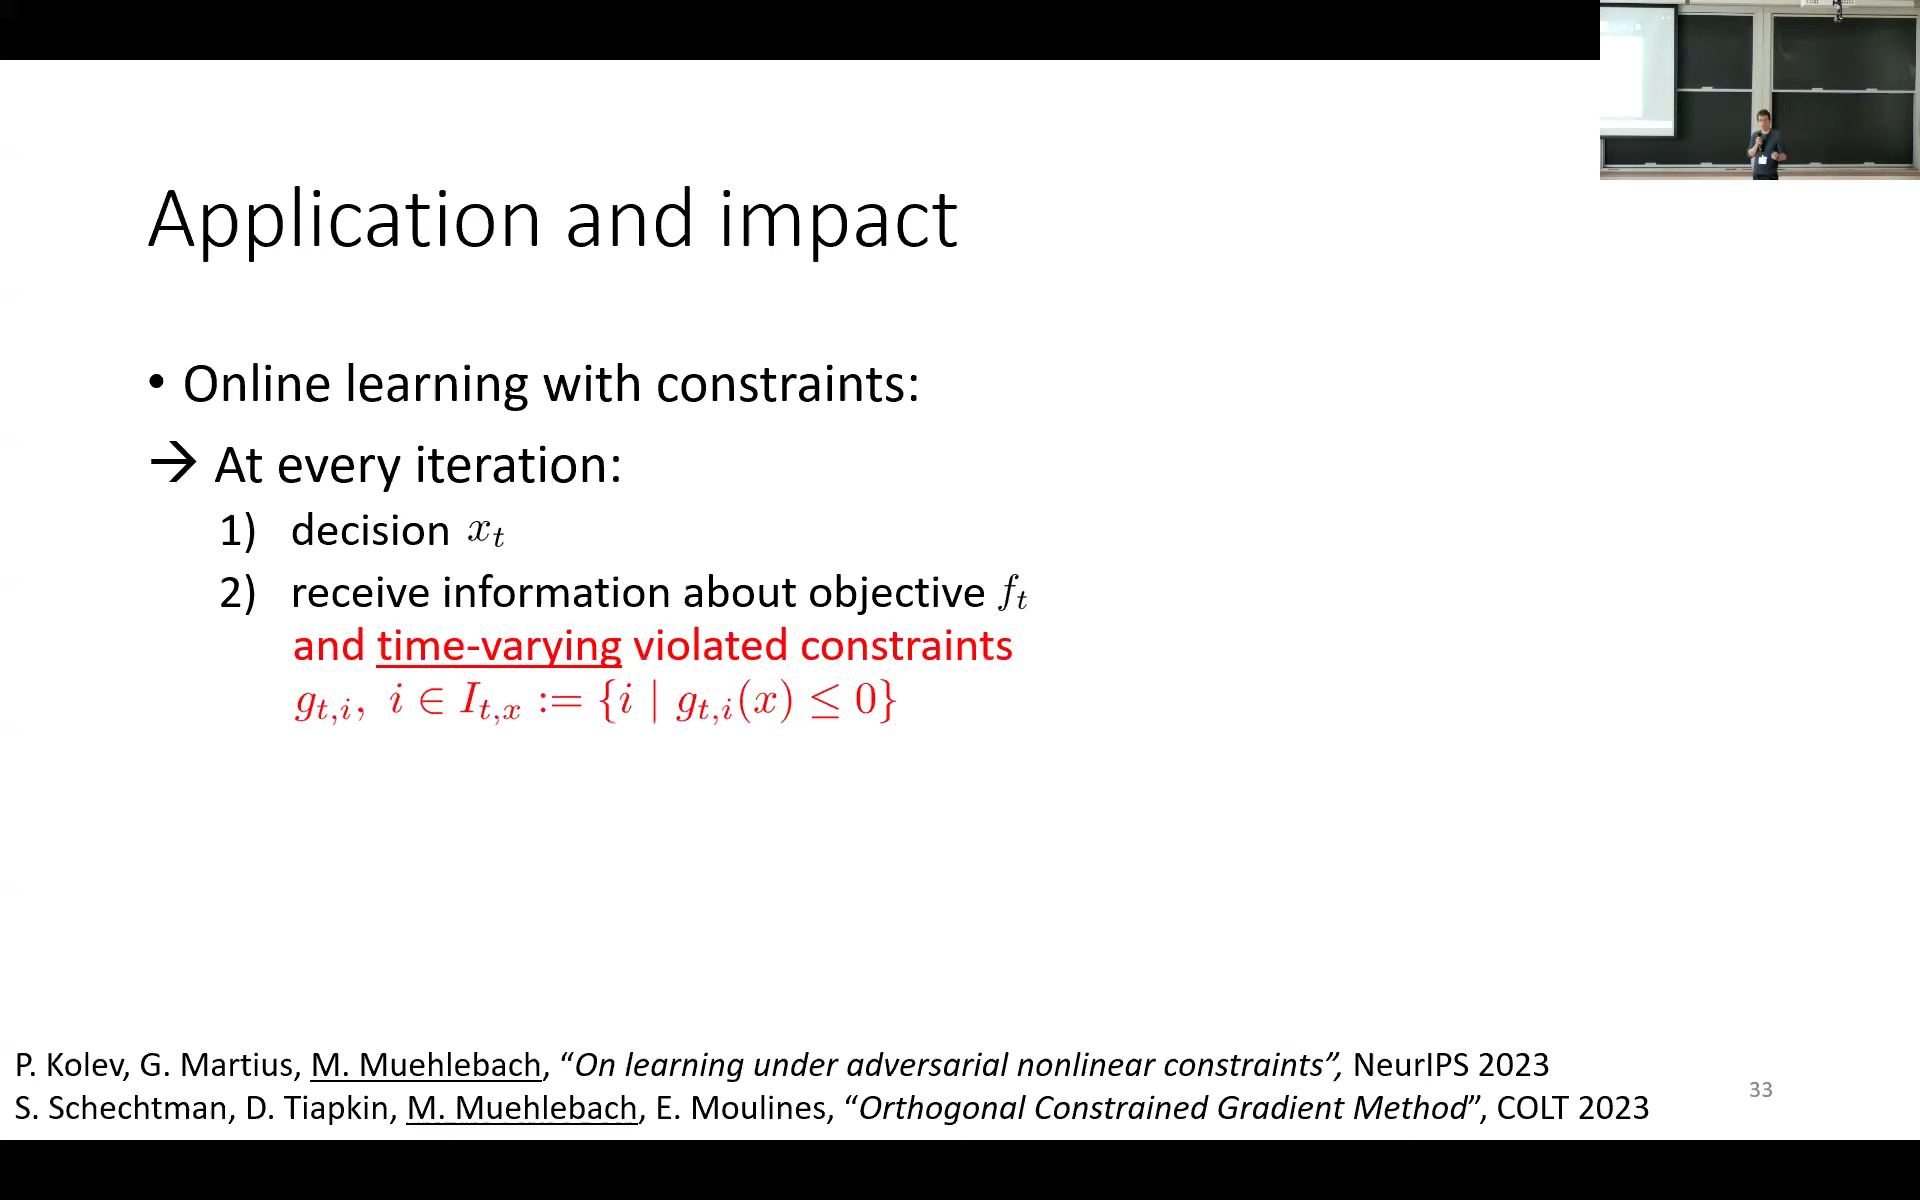 Application and impact
• Online learning with constraints:
→ At every iteration:
1) decision x_t
2) receive information about objective f_t
and time-varying violated constraints
g_{t,i}, i ∈ I_{t,x} := {i | g_{t,i}(x) ≤ 0}
P. Kolev, G. Martius, M. Muehlebach, “On learning under adversarial nonlinear constraints”, NeurIPS 2023
S. Schechtman, D. Tiapkin, M. Muehlebach, E. Moulines, “Orthogonal Constrained Gradient Method”, COLT 2023
33